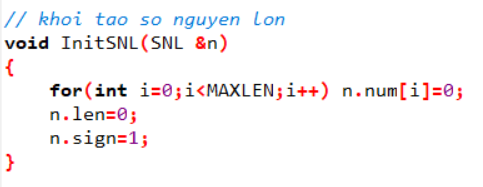 // khoi tao so nguyen lon
void InitSNL(SNL &n)
{
    for(int i=0;i<MAXLEN;i++) n.num[i]=0;
    n.len=0;
    n.sign=1;
}